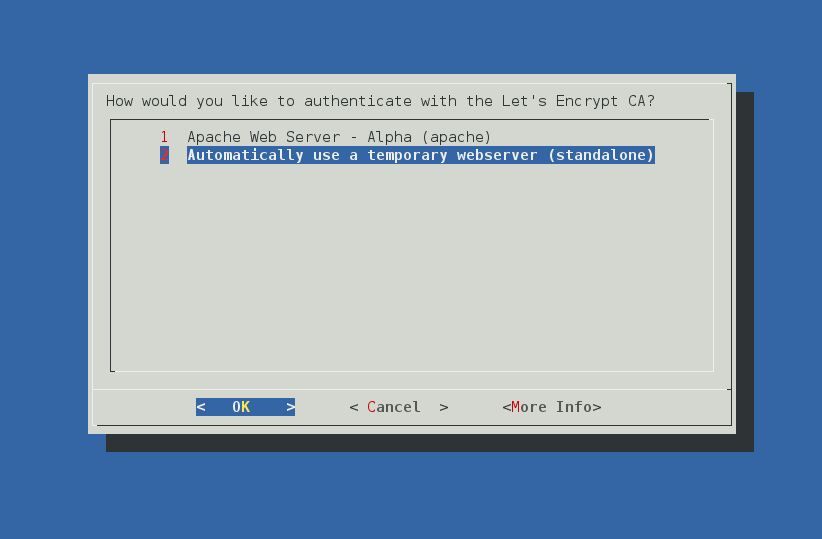 How would you like to authenticate with the Let's Encrypt CA?
1 Apache Web Server - Alpha (apache)
2 Automatically use a temporary webserver (standalone)
< OK > < Cancel > <More Info>